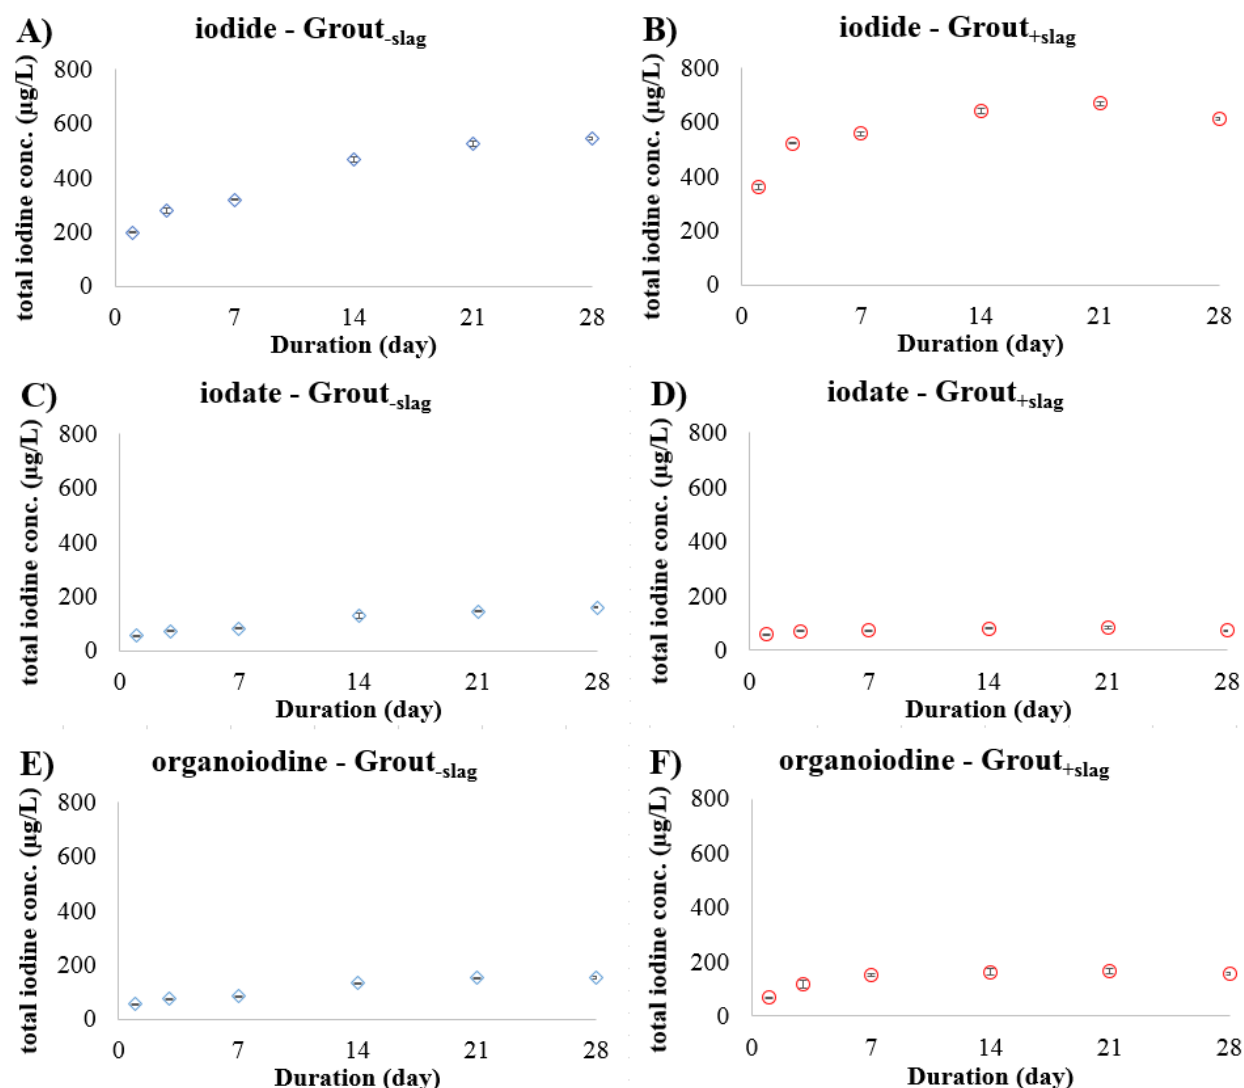 A)
iodide - Grout-slag
total iodine conc. (µg/L)
800
600
400
200
0
0 7 14 21 28
Duration (day)
B)
iodide - Grout+slag
total iodine conc. (µg/L)
800
600
400
200
0
0 7 14 21 28
Duration (day)
C)
iodate - Grout-slag
total iodine conc. (µg/L)
800
600
400
200
0
0 7 14 21 28
Duration (day)
D)
iodate - Grout+slag
total iodine conc. (µg/L)
800
600
400
200
0
0 7 14 21 28
Duration (day)
E)
organoiodine - Grout-slag
total iodine conc. (µg/L)
800
600
400
200
0
0 7 14 21 28
Duration (day)
F)
organoiodine - Grout+slag
total iodine conc. (µg/L)
800
600
400
200
0
0 7 14 21 28
Duration (day)